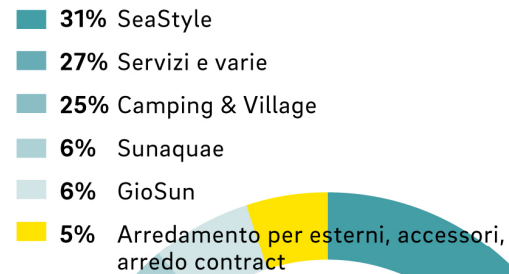 31% SeaStyle
27% Servizi e varie
25% Camping & Village
6% Sunaquae
6% GioSun
5% Arredamento per esterni, accessori,
arredo contract